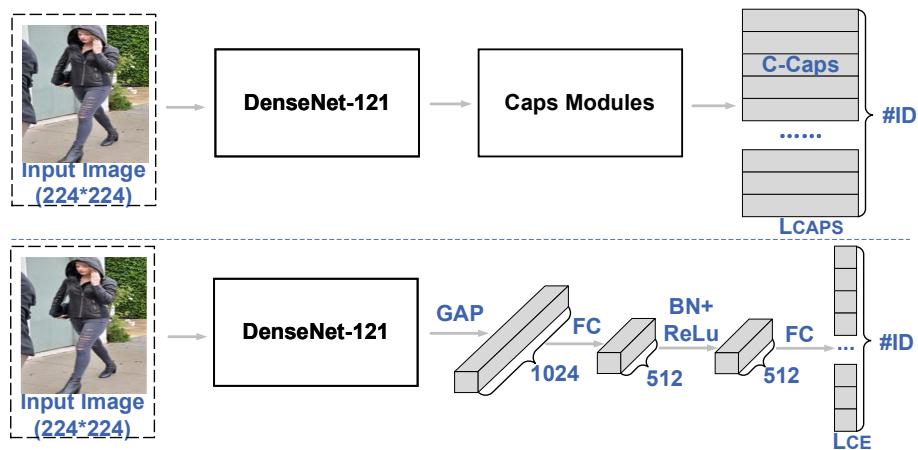 DenseNet-121
Caps Modules
C-Caps
......
#ID
Input Image
(224*224)
LCAPS
DenseNet-121
GAP
FC
BN+
ReLu
FC
...
#ID
1024
512
512
Input Image
(224*224)
LCE